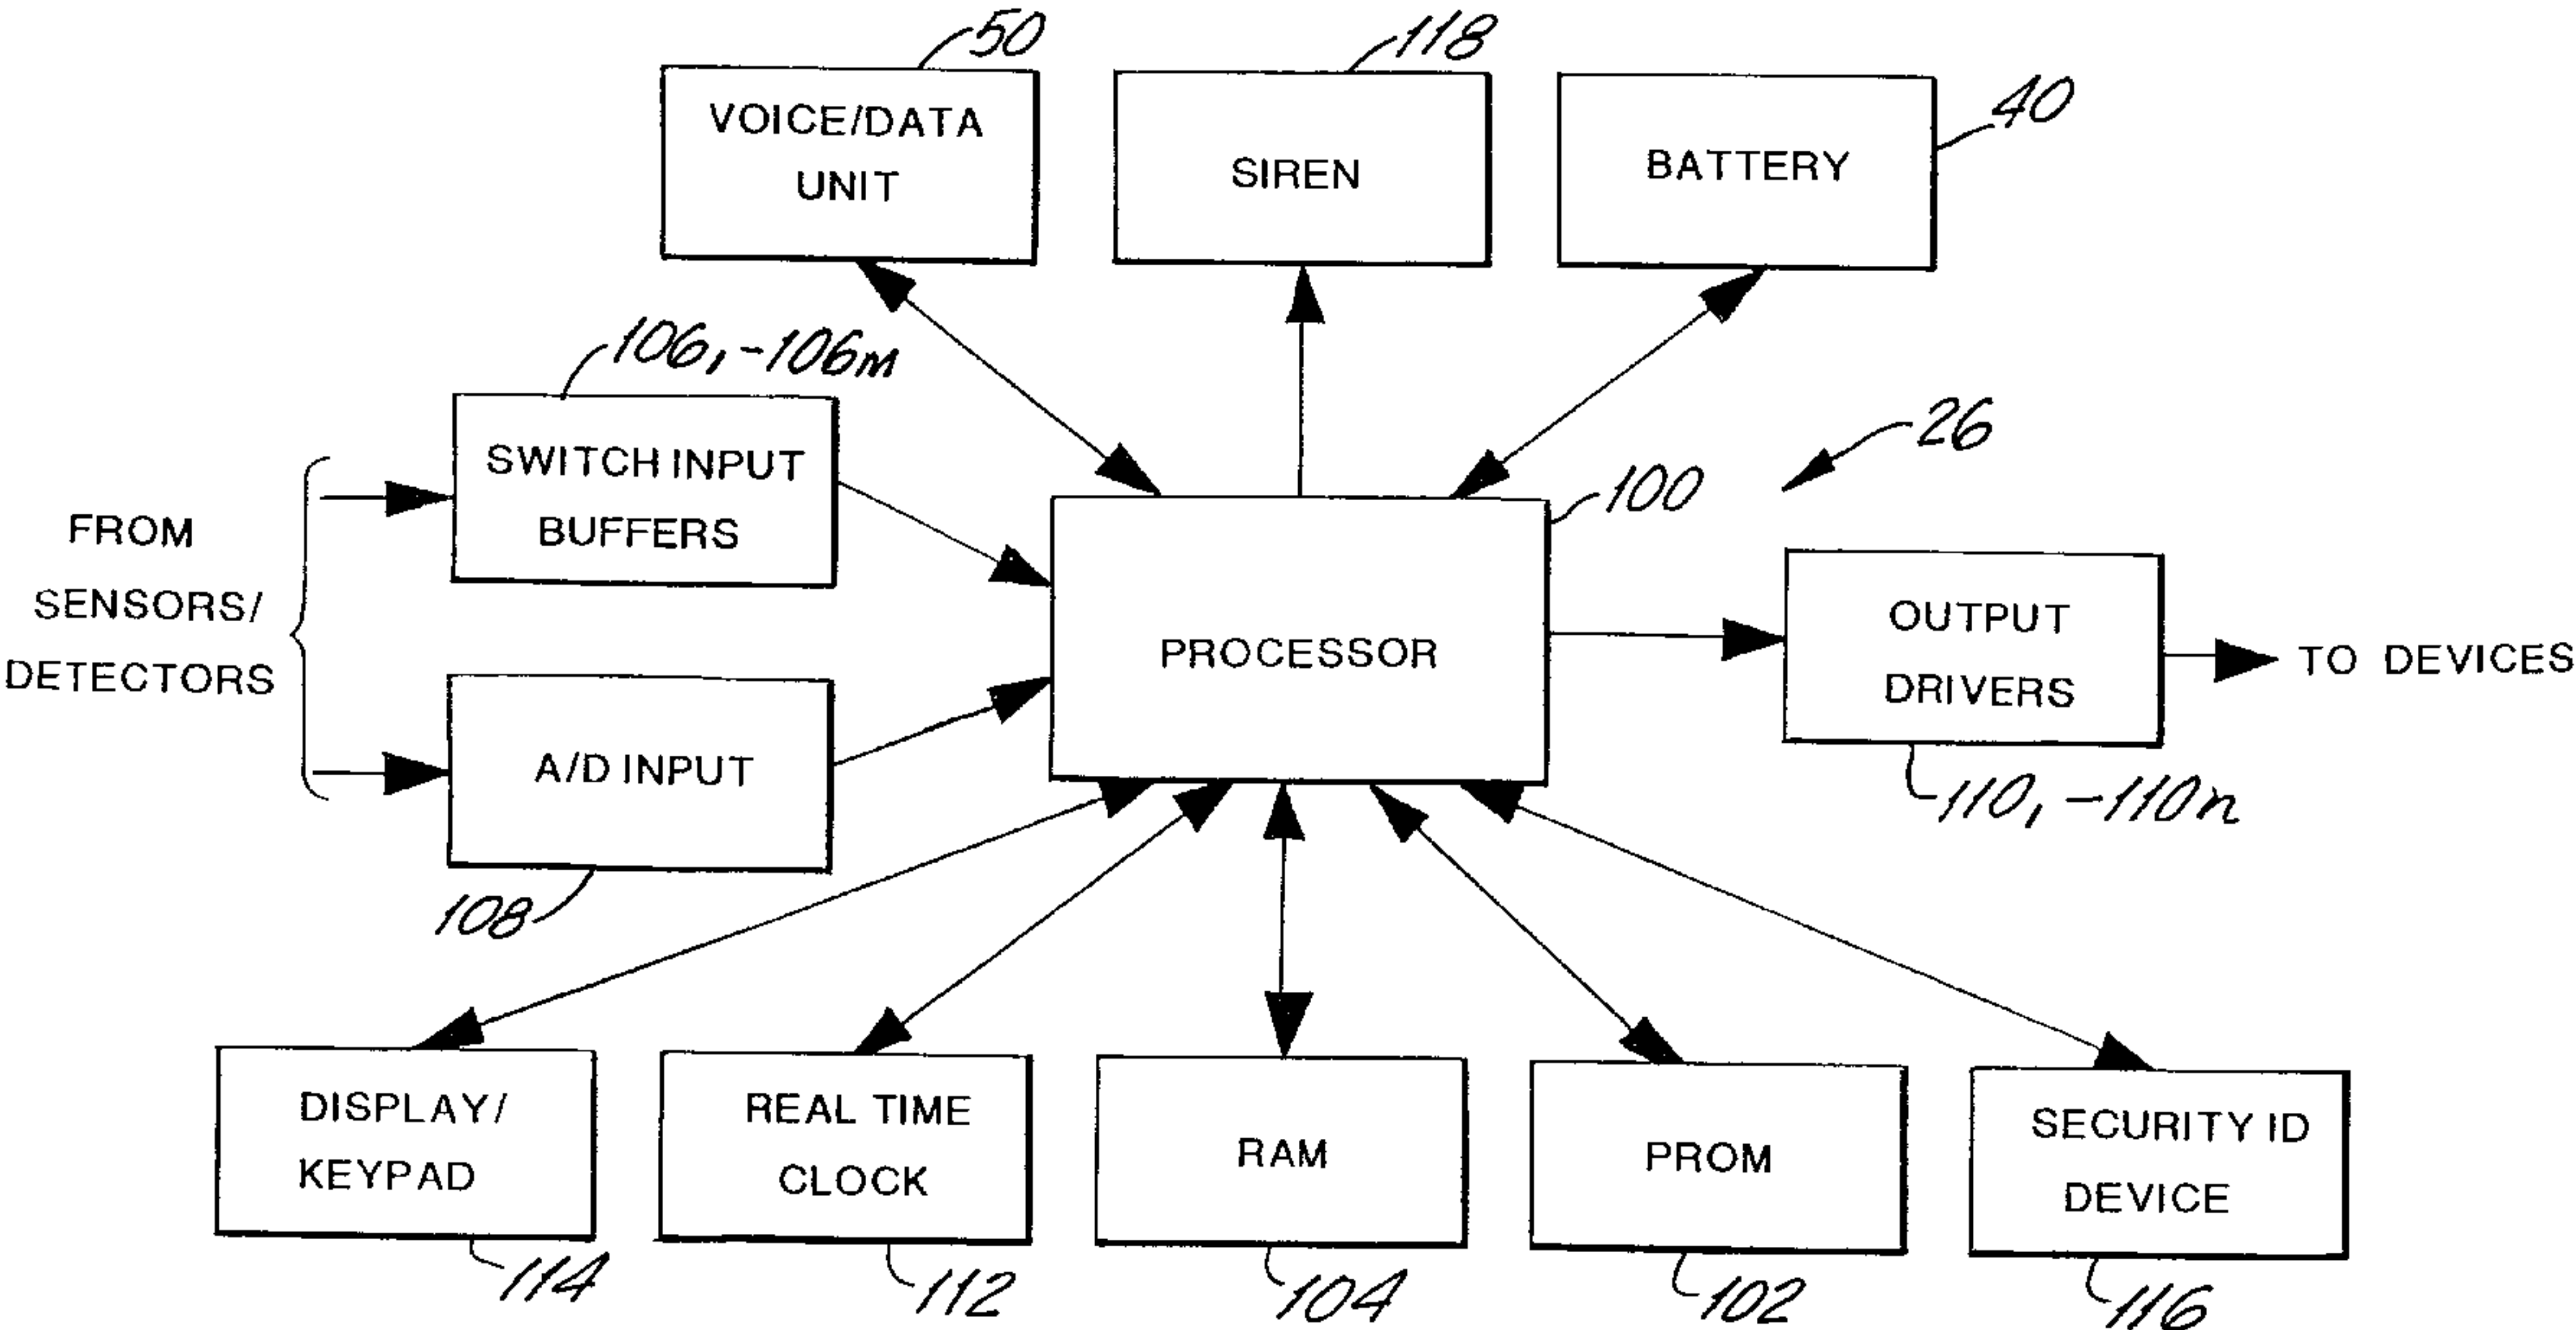 50
118
40
VOICE/DATA
UNIT
SIREN
BATTERY
106, -106m
26
100
SWITCH INPUT
BUFFERS
FROM
SENSORS/
DETECTORS
PROCESSOR
OUTPUT
DRIVERS
TO DEVICES
A/D INPUT
108
110, -110n
DISPLAY/
KEYPAD
REAL TIME
CLOCK
RAM
PROM
SECURITY ID
DEVICE
114
112
104
102
116